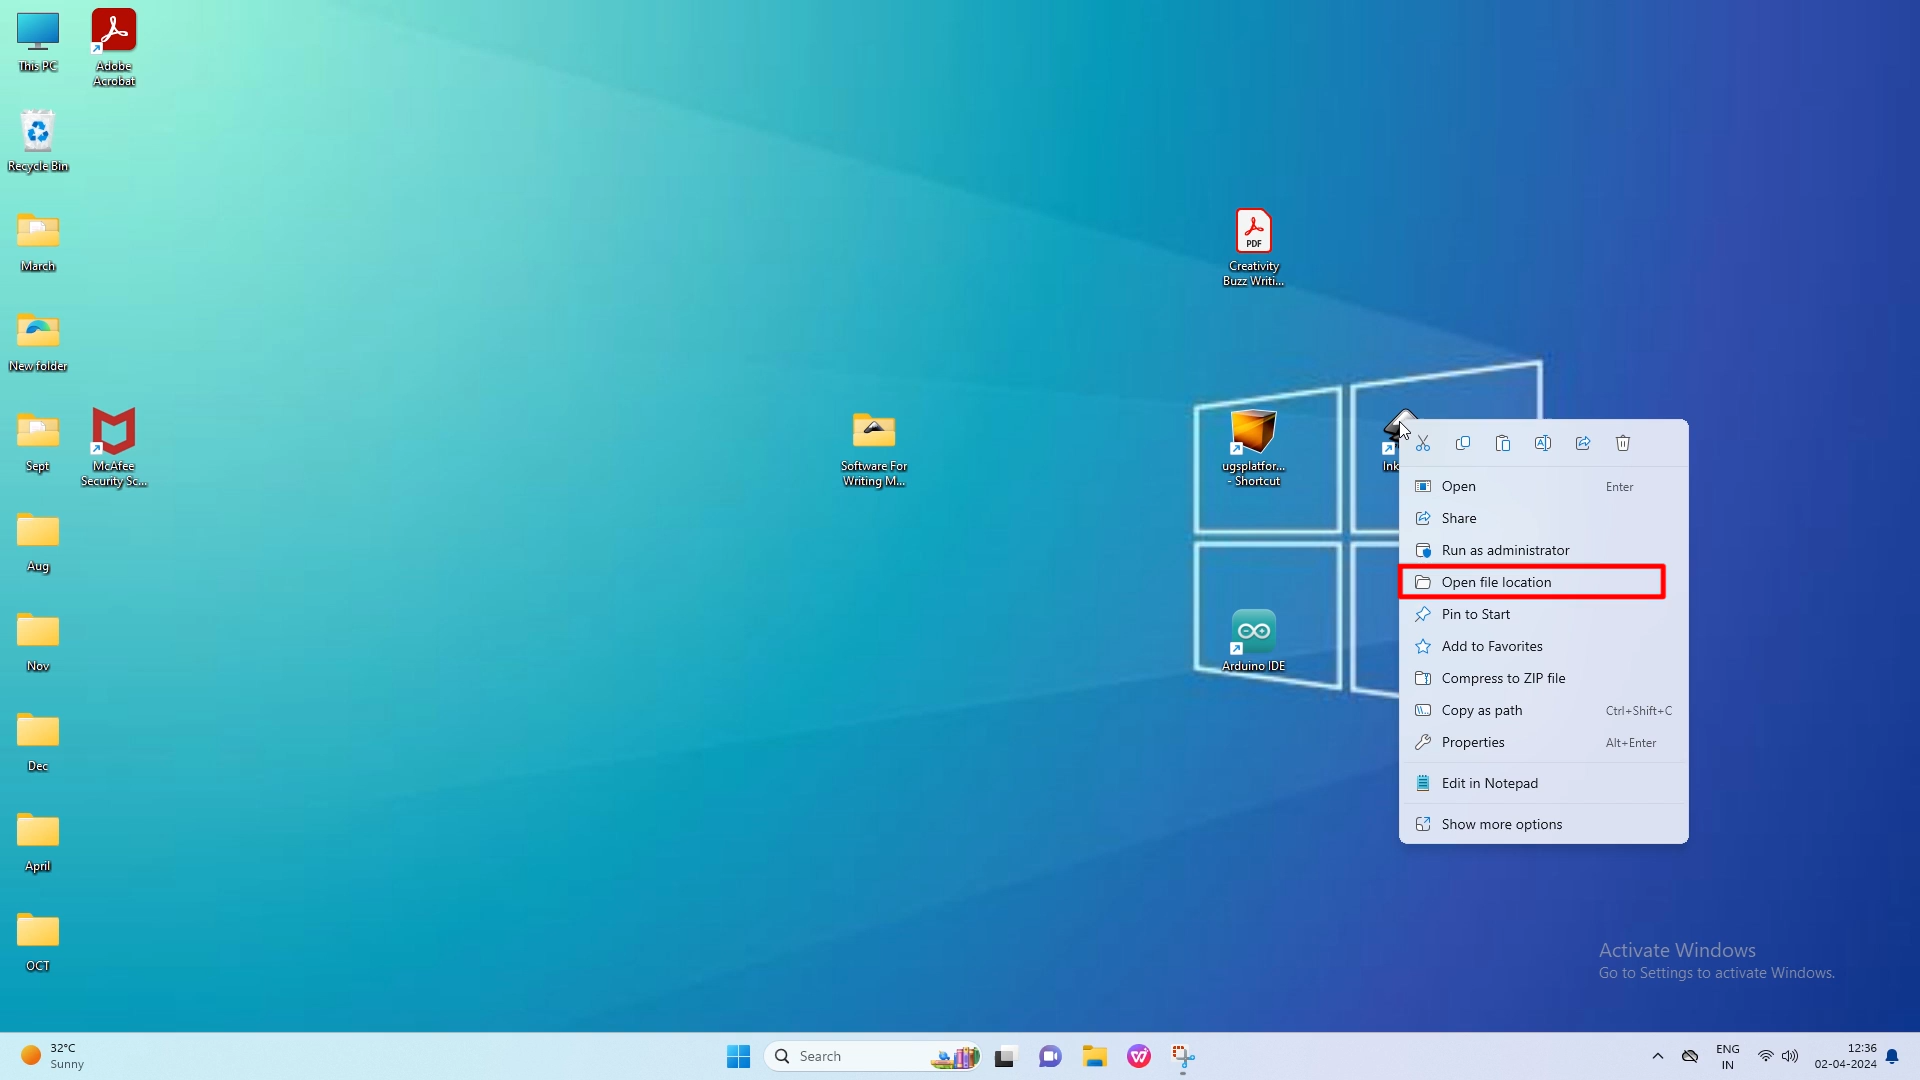 This PC
Adobe
Acrobat
Recycle Bin
March
New folder
Sept
McAfee
Security Sc...
Aug
Nov
Dec
April
OCT
Software For
Writing M...
PDF
Creativity
Buzz Writi...
ugsplatfor...
- Shortcut
Ink
Arduino IDE
Open Enter
Share
Run as administrator
Open file location
Pin to Start
Add to Favorites
Compress to ZIP file
Copy as path Ctrl+Shift+C
Properties Alt+Enter
Edit in Notepad
Show more options
Activate Windows
Go to Settings to activate Windows.
32°C
Sunny
Search
ENG
IN
12:36
02-04-2024